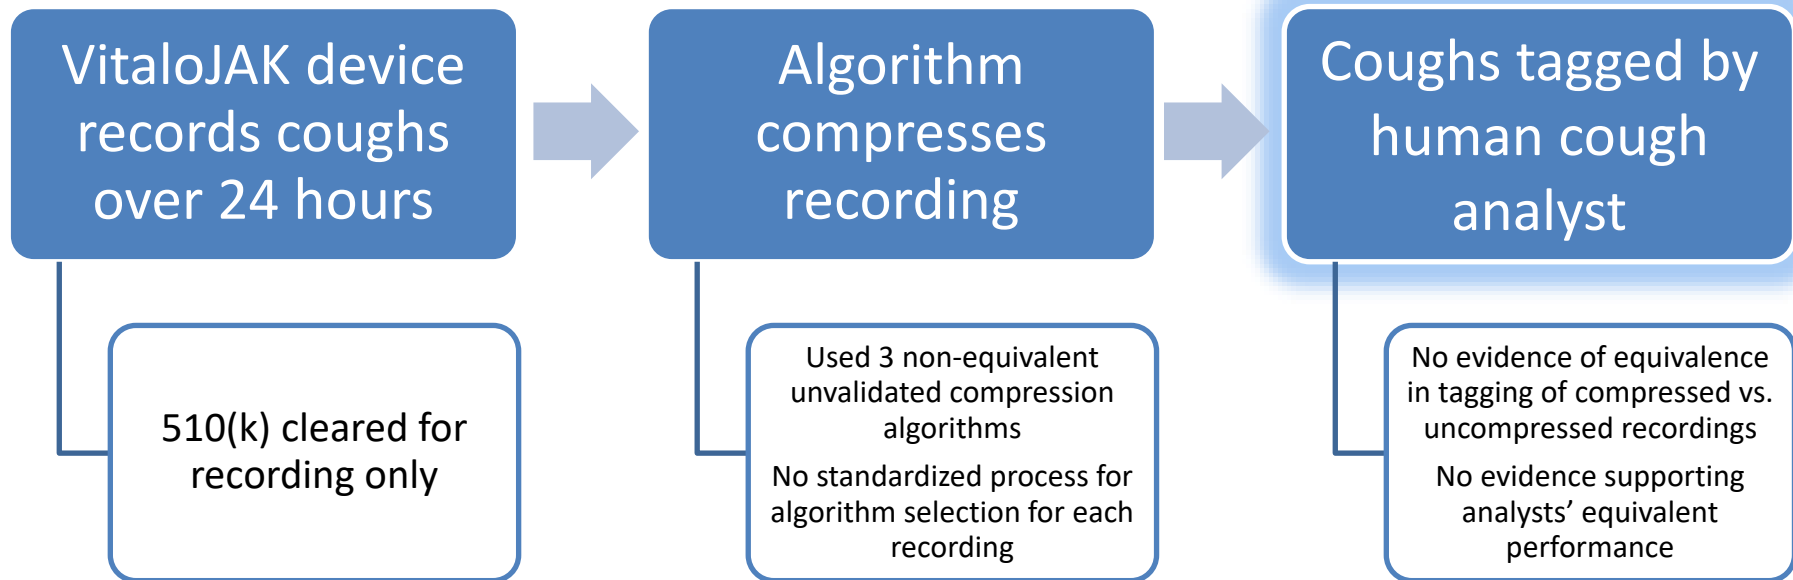 VitaloJAK device
records coughs
over 24 hours
Algorithm
compresses
recording
Coughs tagged by
human cough
analyst
510(k) cleared for
recording only
Used 3 non-equivalent
unvalidated compression
algorithms
No standardized process for
algorithm selection for each
recording
No evidence of equivalence
in tagging of compressed vs.
uncompressed recordings
No evidence supporting
analysts’ equivalent
performance